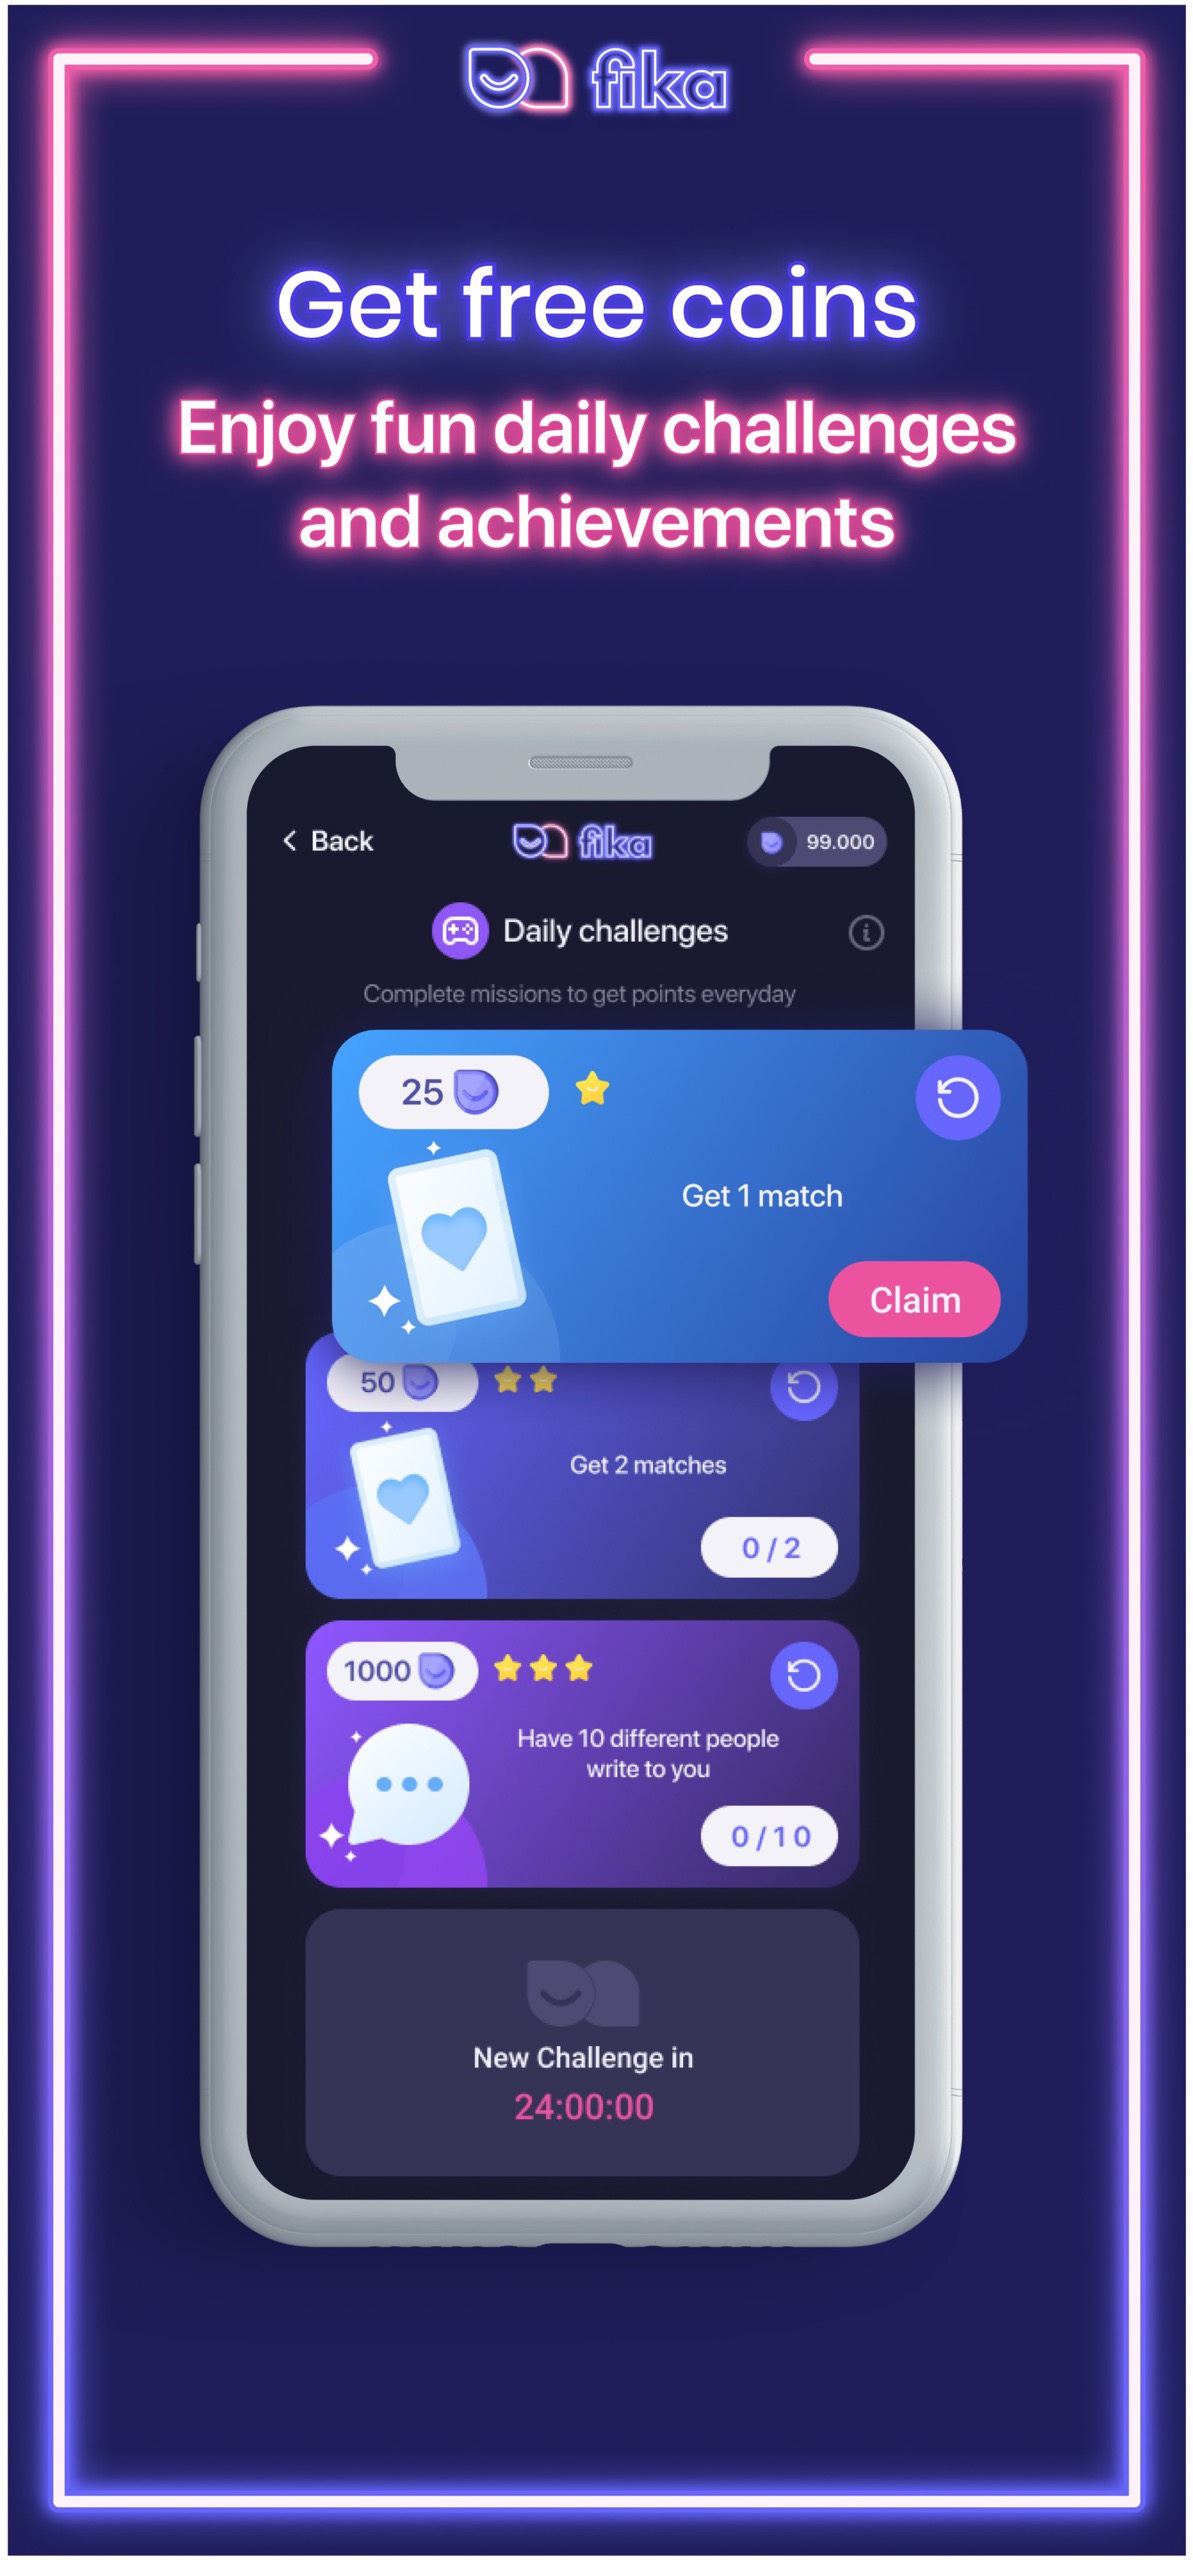 fika
Get free coins
Enjoy fun daily challenges
and achievements
Back
fika
99.000
Daily challenges
Complete missions to get points everyday
25
Get 1 match
Claim
50
Get 2 matches
0 / 2
1000
Have 10 different people
write to you
0 / 1 0
New Challenge in
24:00:00